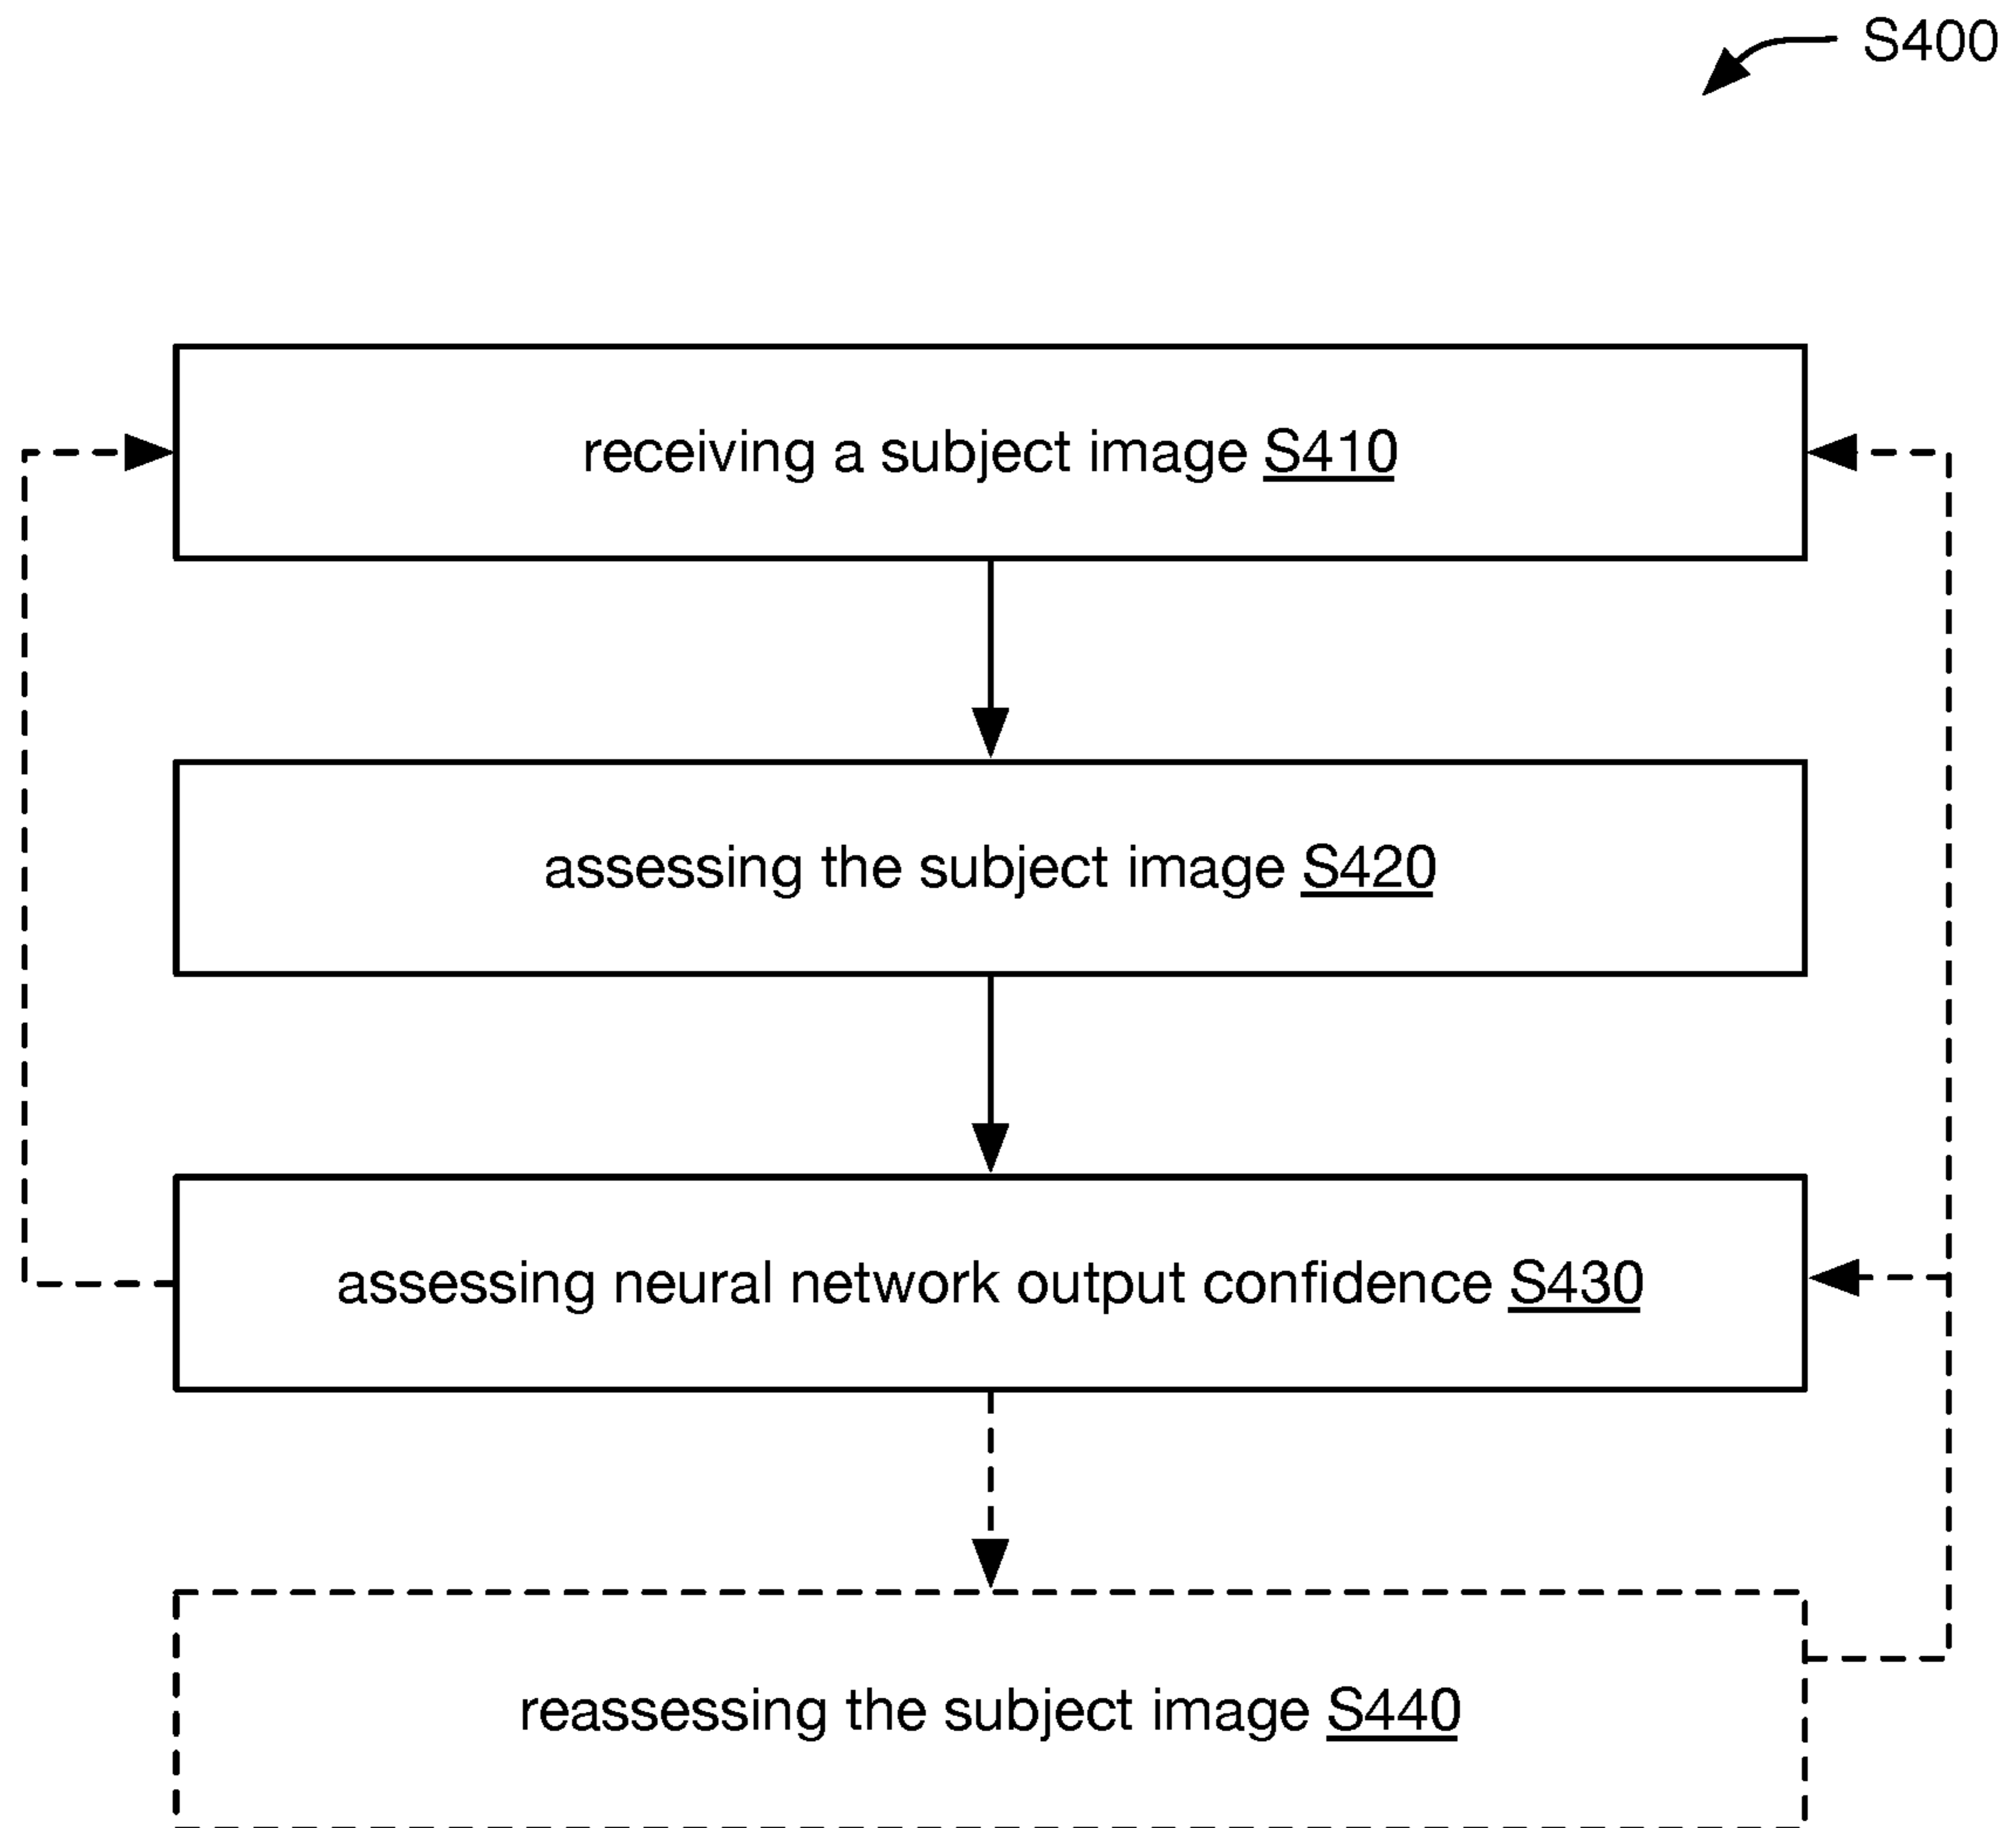 S400
receiving a subject image S410
assessing the subject image S420
assessing neural network output confidence S430
reassessing the subject image S440